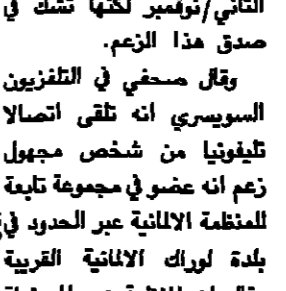 الثاني/نوفمبر لكنها تشك في
صدق هذا الزعم.
وقال صحفي في التلفزيون
السويسري انه تلقى اتصالا
تليفونيا من شخص مجهول
زعم انه عضو في مجموعة تابعة
للمنظمة الالمانية عبر الحدود في
بلدة لوراك الالمانية القريبة